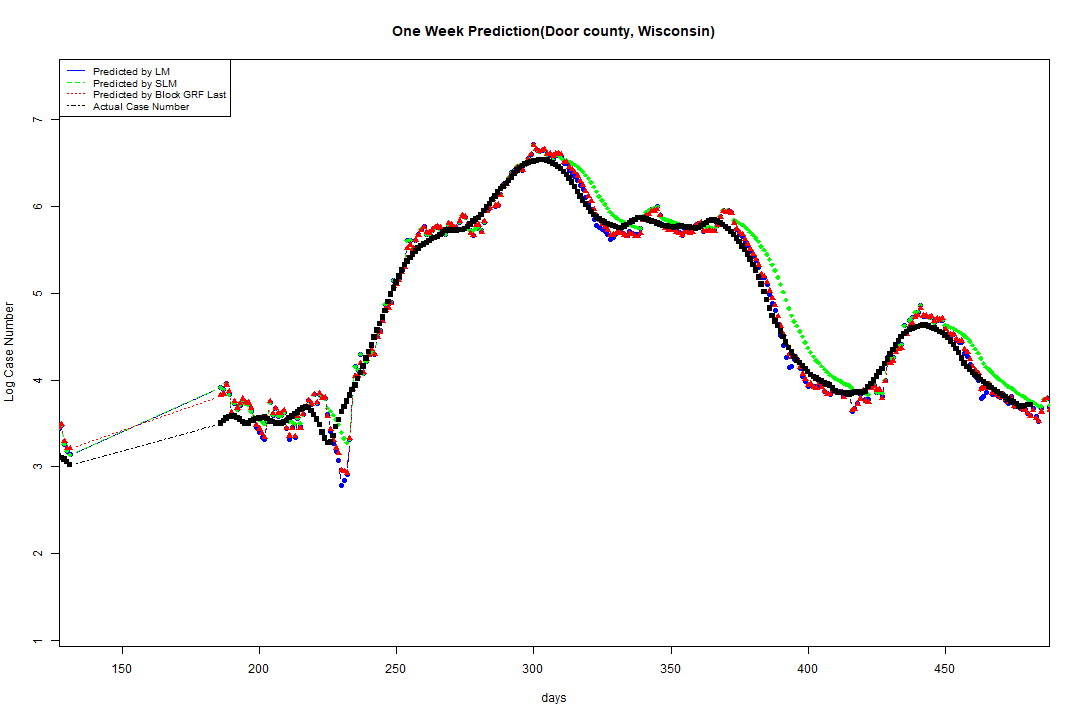 One Week Prediction(Door county, Wisconsin)
Predicted by LM
Predicted by SLM
Predicted by Block GRF Last
Actual Case Number
7
6
5
4
3
2
1
Log Case Number
150 200 250 300 350 400 450
days